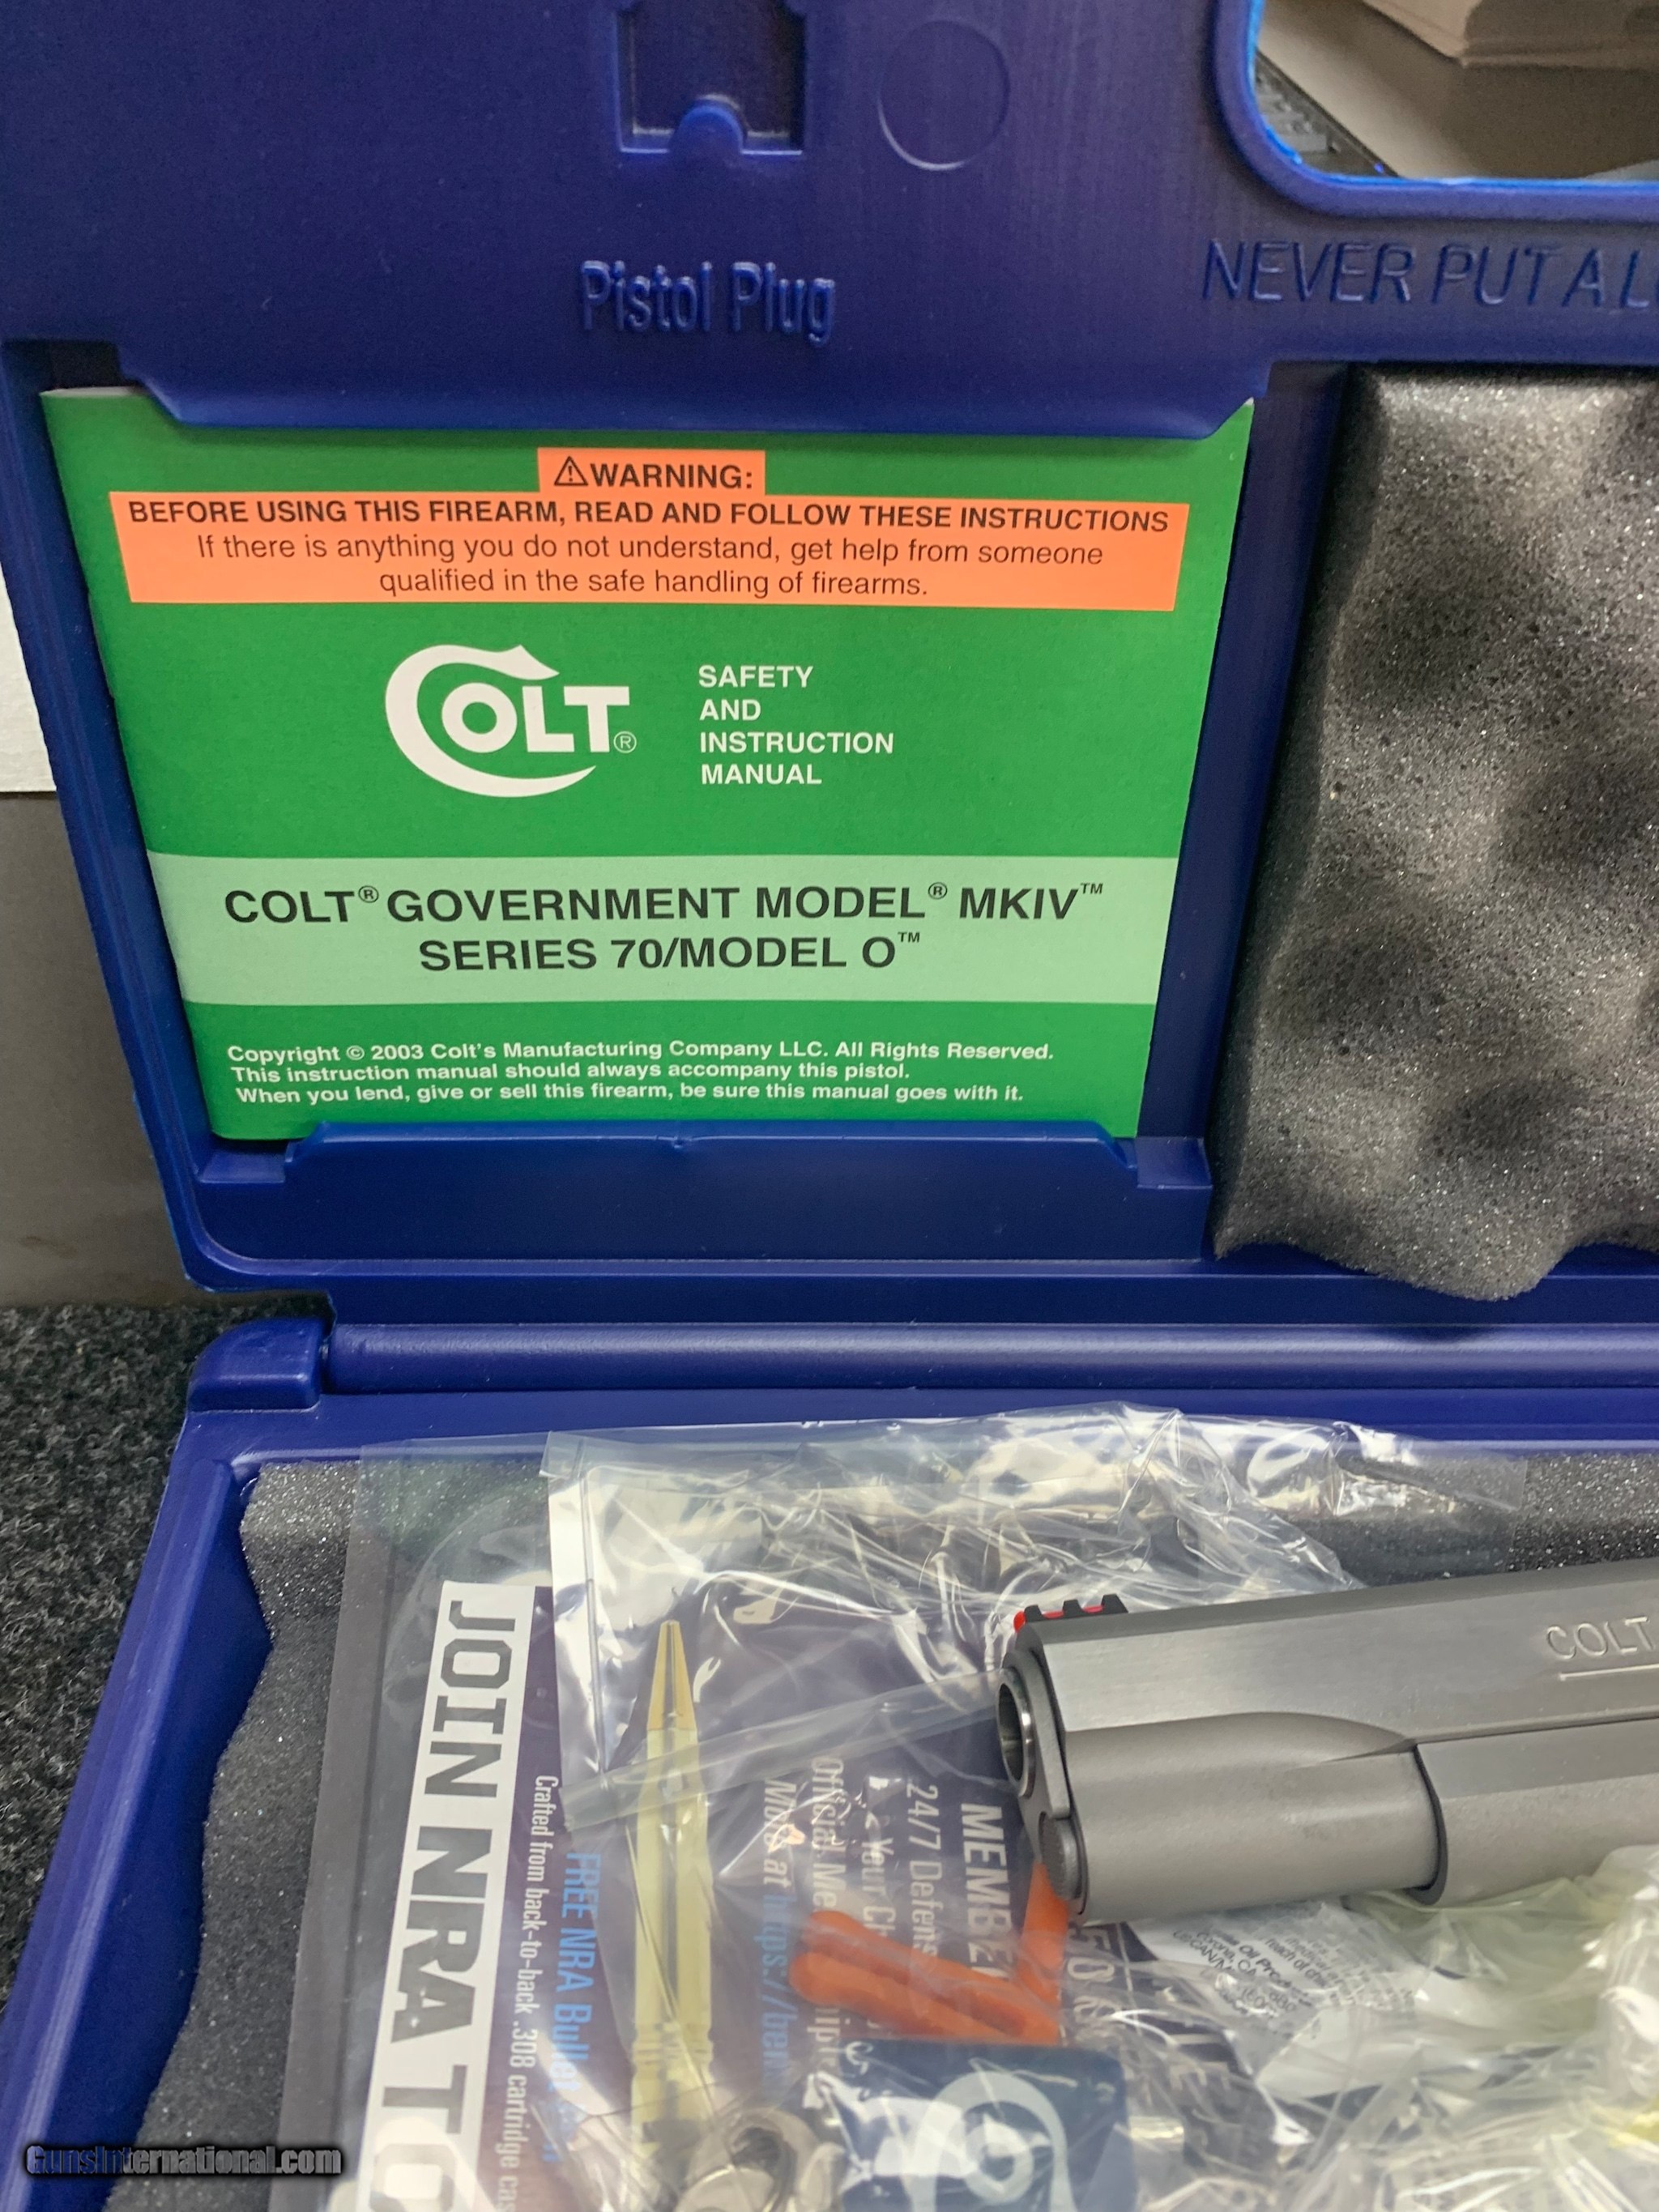 Pistol Plug
NEVER PUT A
⚠WARNING:
BEFORE USING THIS FIREARM, READ AND FOLLOW THESE INSTRUCTIONS
If there is anything you do not understand, get help from someone
qualified in the safe handling of firearms.
COLT®
SAFETY
AND
INSTRUCTION
MANUAL
COLT® GOVERNMENT MODEL® MKIV™
SERIES 70/MODEL O™
Copyright © 2003 Colt's Manufacturing Company LLC. All Rights Reserved.
This instruction manual should always accompany this pistol.
When you lend, give or sell this firearm, be sure this manual goes with it.
COLT
JOIN NRA TO
FREE NRA Bullet
Crafted from back-to-back .308 cartridge
24/7
Your
at https://
GunsInternational.com